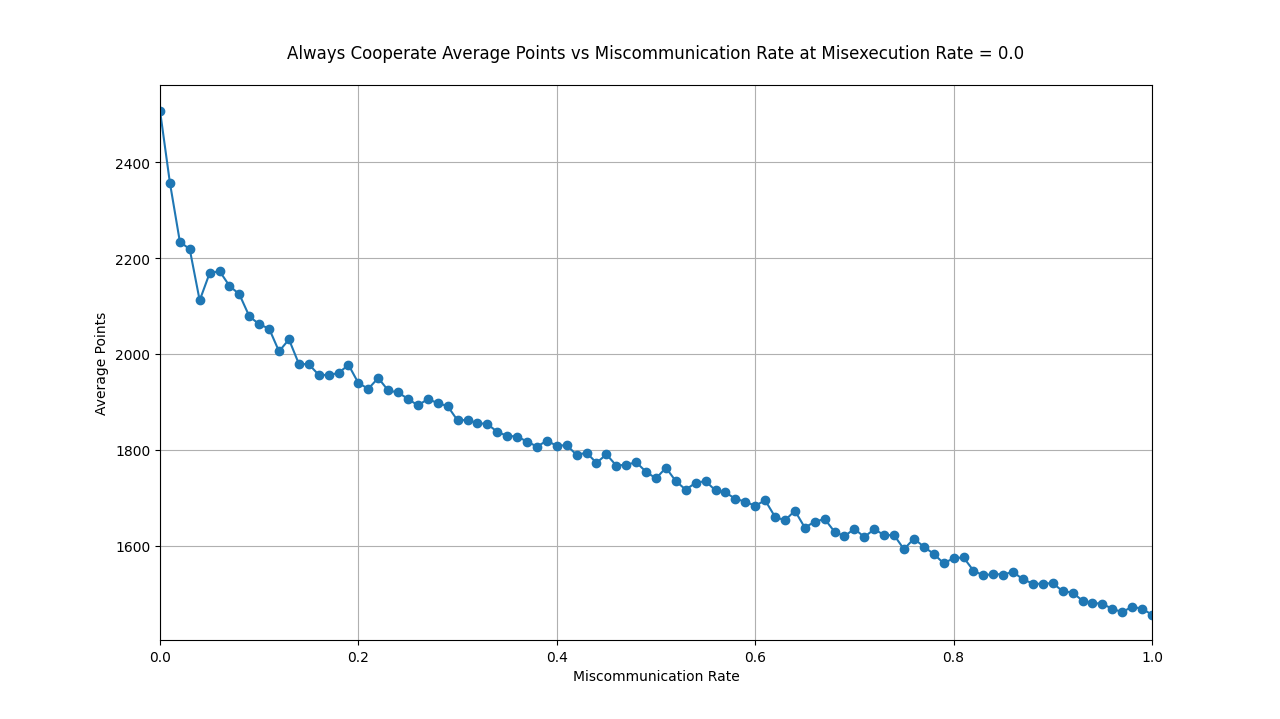 Always Cooperate Average Points vs Miscommunication Rate at Misexecution Rate = 0.0
2400
2200
2000
1800
1600
Average Points
0.0 0.2 0.4 0.6 0.8 1.0
Miscommunication Rate